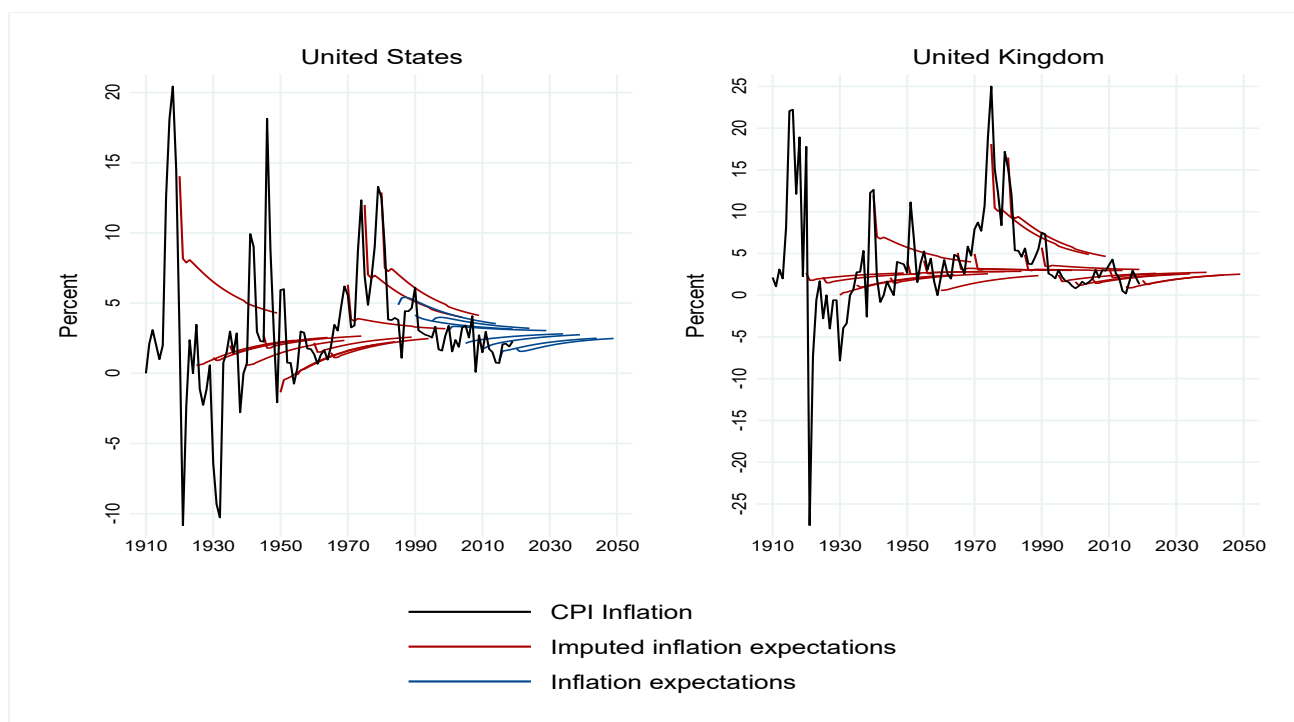 United States
United Kingdom
Percent
20
15
10
5
0
-5
-10
1910 1930 1950 1970 1990 2010 2030 2050
Percent
25
20
15
10
5
0
-5
-10
-15
-20
-25
1910 1930 1950 1970 1990 2010 2030 2050
CPI Inflation
Imputed inflation expectations
Inflation expectations